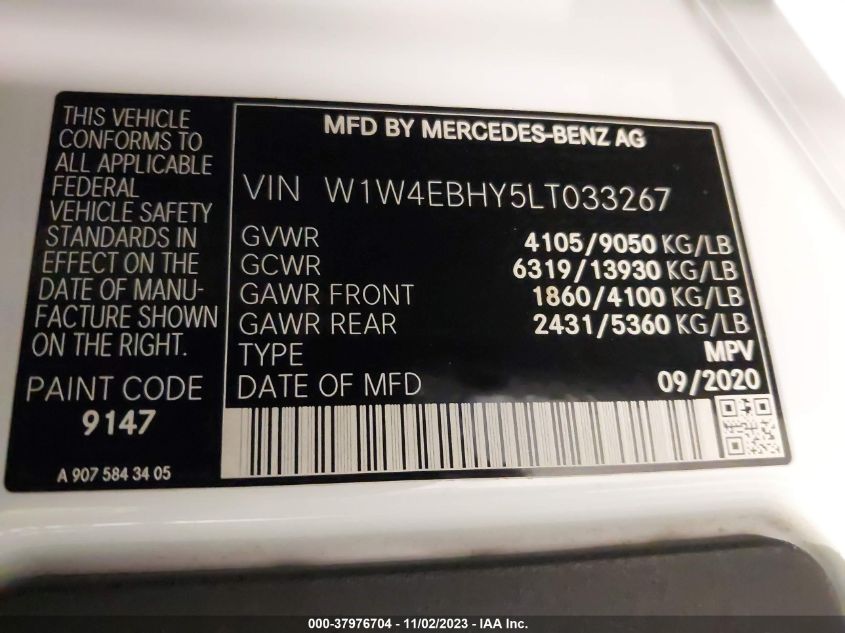 THIS VEHICLE
CONFORMS TO
ALL APPLICABLE
FEDERAL
VEHICLE SAFETY
STANDARDS IN
EFFECT ON THE
DATE OF MANU-
FACTURE SHOWN
ON THE RIGHT.
PAINT CODE
9147
A 907 584 34 05
MFD BY MERCEDES-BENZ AG
VIN W1W4EBHY5LT033267
GVWR 4105/9050 KG/LB
GCWR 6319/13930 KG/LB
GAWR FRONT 1860/4100 KG/LB
GAWR REAR 2431/5360 KG/LB
TYPE MPV
DATE OF MFD 09/2020
000-37976704 - 11/02/2023 - IAA Inc.